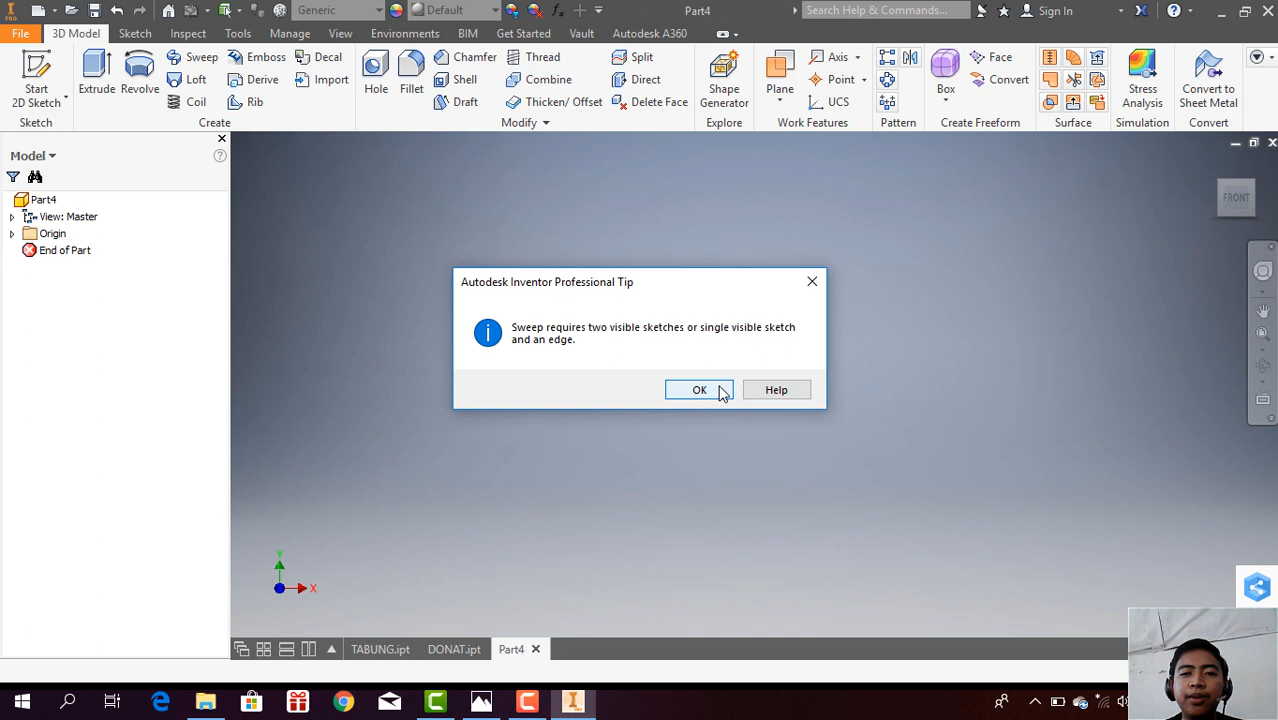 PRO
Generic
Default
Part4
Search Help & Commands...
Sign In
File
3D Model
Sketch
Inspect
Tools
Manage
View
Environments
BIM
Get Started
Vault
Autodesk A360
Start
2D Sketch
Extrude
Revolve
Sweep
Emboss
Decal
Loft
Derive
Import
Coil
Rib
Hole
Fillet
Chamfer
Thread
Split
Shell
Combine
Direct
Draft
Thicken/ Offset
Delete Face
Shape
Generator
Plane
Axis
Point
UCS
Box
Face
Convert
Stress
Analysis
Convert to
Sheet Metal
Sketch
Create
Modify
Explore
Work Features
Pattern
Create Freeform
Surface
Simulation
Convert
Model
Part4
View: Master
Origin
End of Part
FRONT
Autodesk Inventor Professional Tip
Sweep requires two visible sketches or single visible sketch
and an edge.
OK
Help
Y
X
TABUNG.ipt
DONAT.ipt
Part4